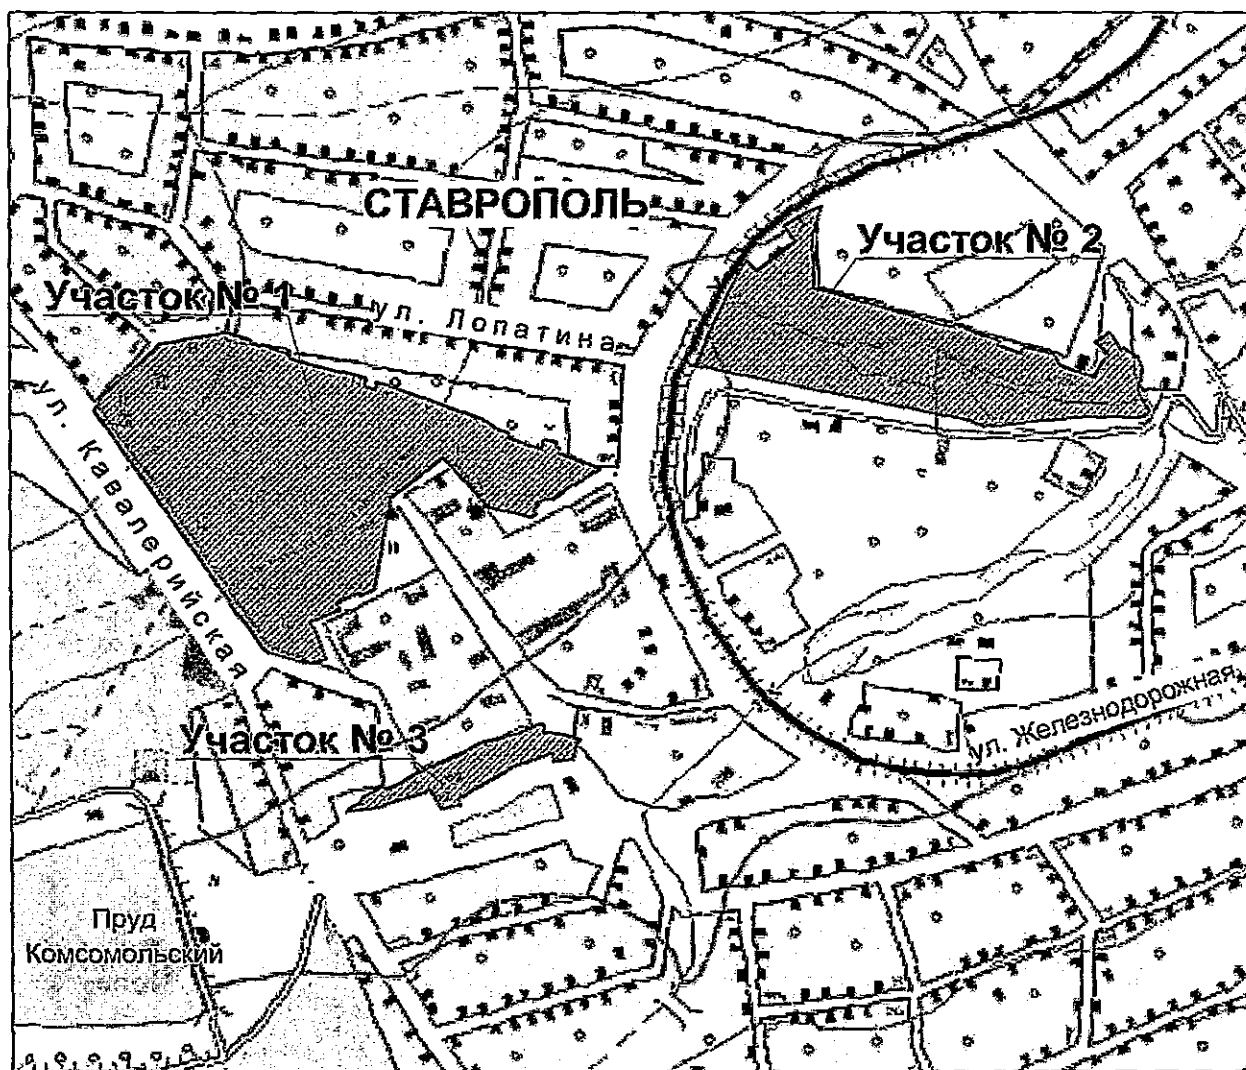 СТАВРОПОЛЬ
Участок № 2
Участок № 1
ул. Лопатина
ул. Кавалерийская
Участок № 3
ул. Железнодорожная
Пруд
Комсомольский